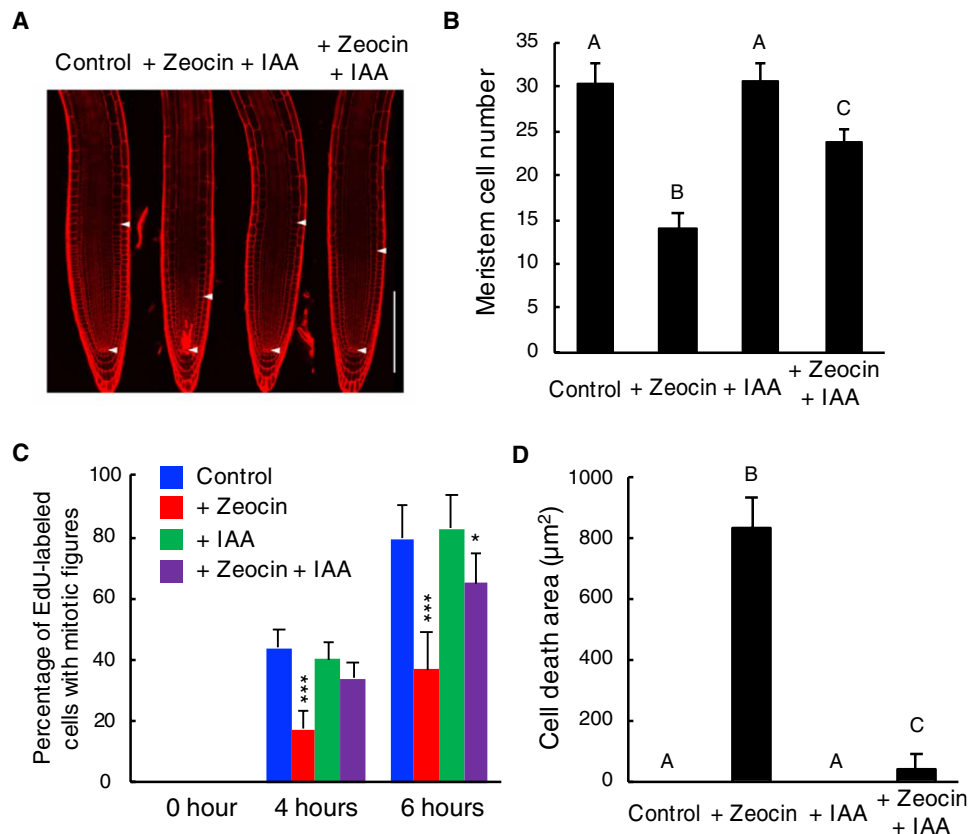 A
Control + Zeocin + IAA + Zeocin
+ IAA
B
Meristem cell number
35
30
25
20
15
10
5
0
A
B
A
C
Control + Zeocin + IAA + Zeocin
+ IAA
C
Percentage of EdU-labeled
cells with mitotic figures
100
80
60
40
20
0
Control
+ Zeocin
+ IAA
+ Zeocin + IAA
***
***
*
0 hour 4 hours 6 hours
D
Cell death area (µm²)
1000
800
600
400
200
0
A
B
A
C
Control + Zeocin + IAA + Zeocin
+ IAA